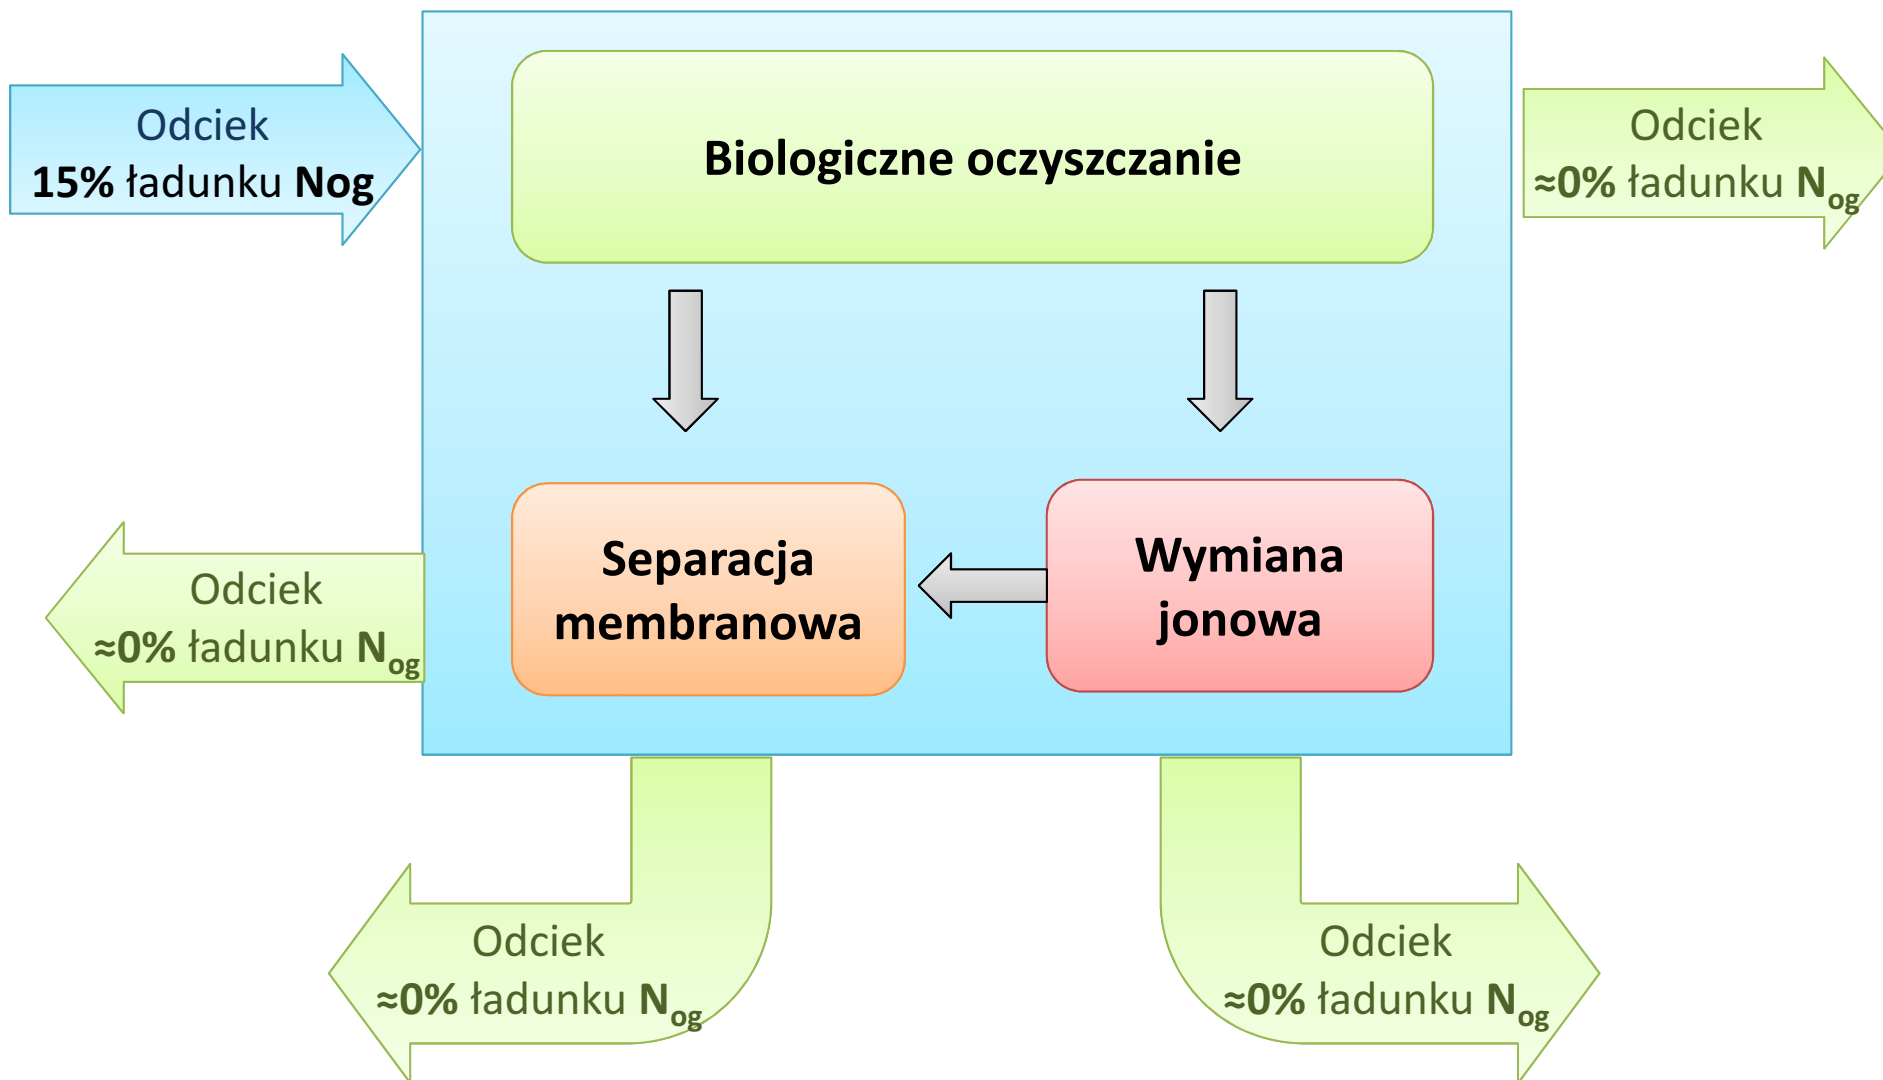 Odciek
15% ładunku Nog
Biologiczne oczyszczanie
Odciek
≈0% ładunku Nog
Odciek
≈0% ładunku Nog
Separacja
membranowa
Wymiana
jonowa
Odciek
≈0% ładunku Nog
Odciek
≈0% ładunku Nog